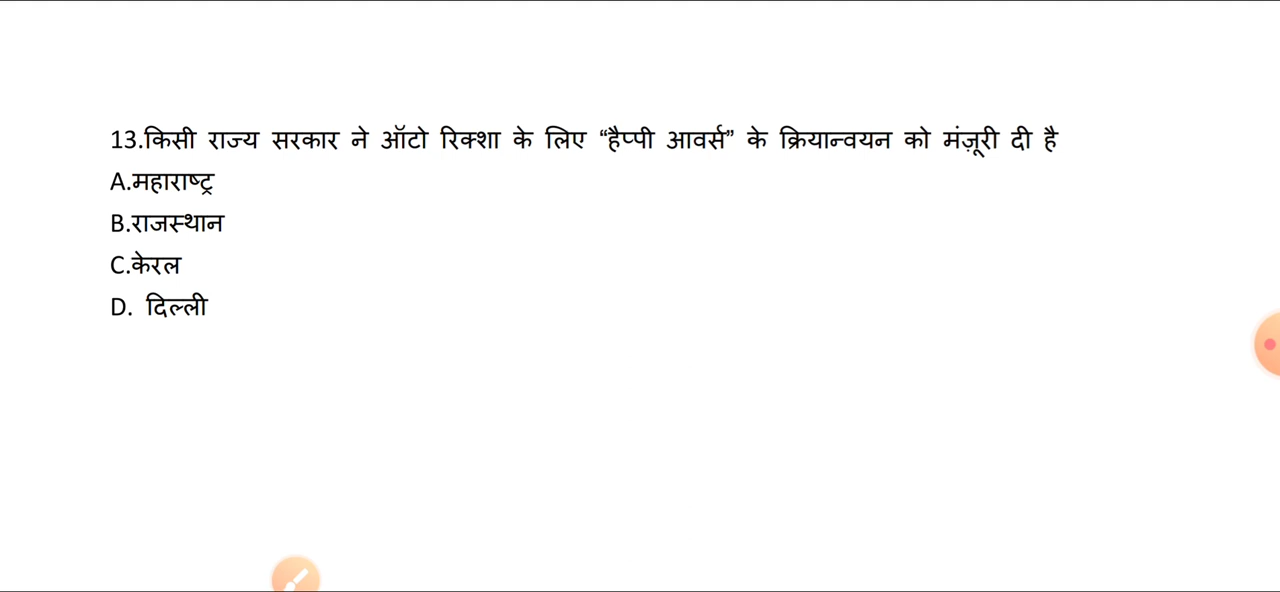 13.किसी राज्य सरकार ने ऑटो रिक्शा के लिए “हैप्पी आवर्स” के क्रियान्वयन को मंज़ूरी दी है
A.महाराष्ट्र
B.राजस्थान
C.केरल
D. दिल्ली